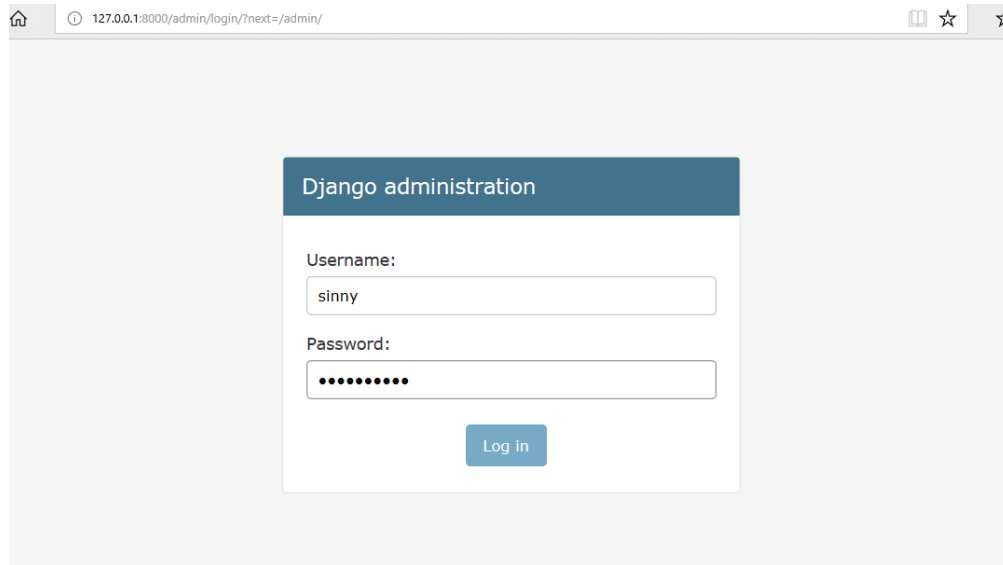 127.0.0.1:8000/admin/login/?next=/admin/
Django administration
Username:
sinny
Password:
••••••••••
Log in